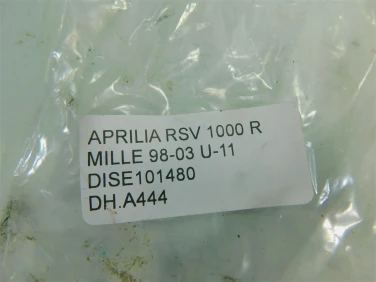 APRILIA RSV 1000 R
MILLE 98-03 U-11
DISE101480
DH.A444